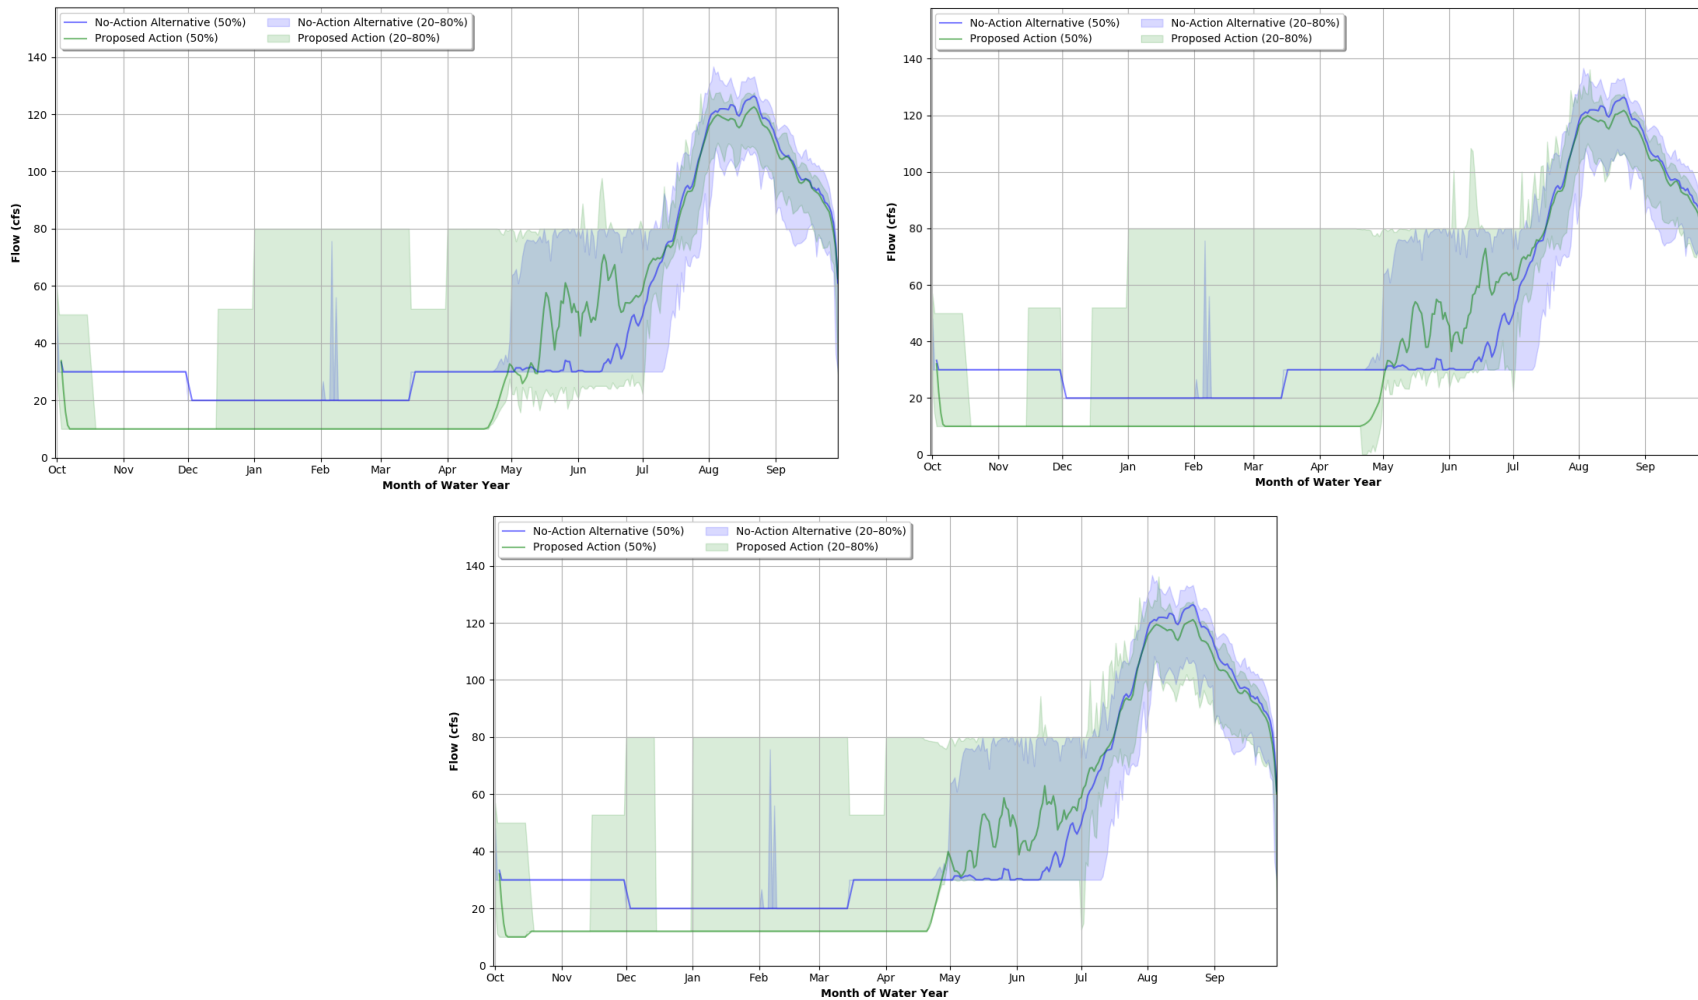 No-Action Alternative (50%) No-Action Alternative (20–80%)
Proposed Action (50%) Proposed Action (20–80%)
140
120
100
80
60
40
20
0
Flow (cfs)
Oct Nov Dec Jan Feb Mar Apr May Jun Jul Aug Sep
Month of Water Year
No-Action Alternative (50%) No-Action Alternative (20–80%)
Proposed Action (50%) Proposed Action (20–80%)
140
120
100
80
60
40
20
0
Flow (cfs)
Oct Nov Dec Jan Feb Mar Apr May Jun Jul Aug Sep
Month of Water Year
No-Action Alternative (50%) No-Action Alternative (20–80%)
Proposed Action (50%) Proposed Action (20–80%)
140
120
100
80
60
40
20
0
Flow (cfs)
Oct Nov Dec Jan Feb Mar Apr May Jun Jul Aug Sep
Month of Water Year